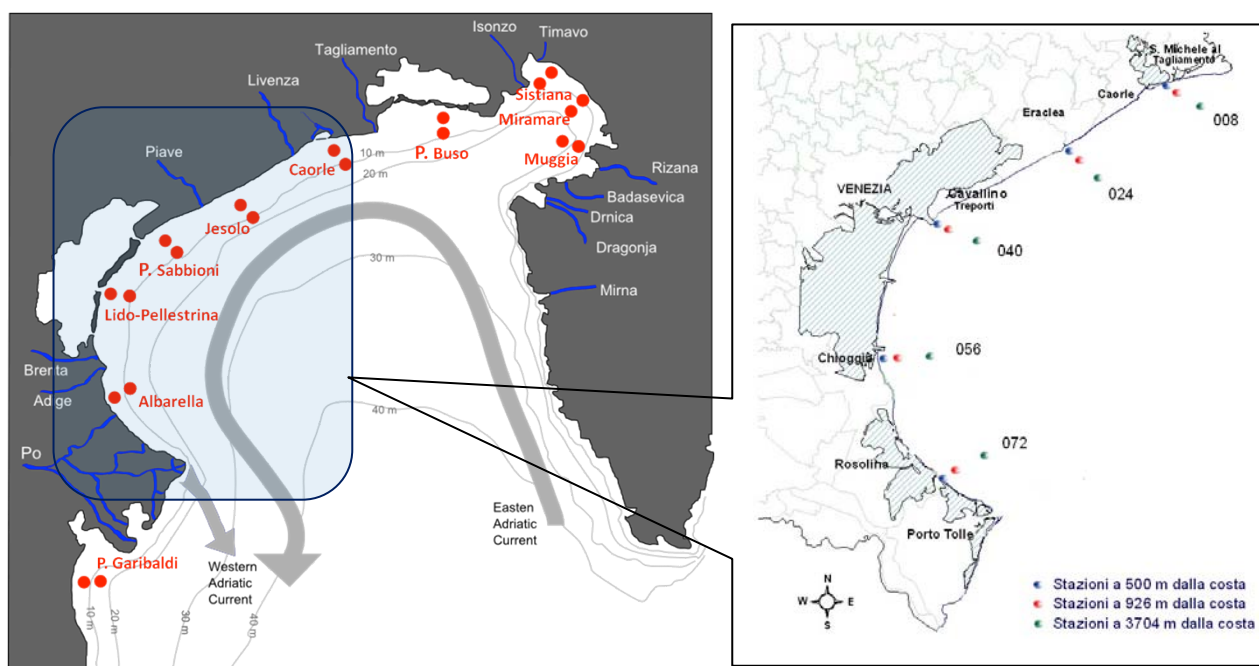 Isonzo
Timavo
Tagliamento
Livenza
Sistiana
Miramare
P. Buso
Muggia
10 m
20 m
Caorle
Piave
Rizana
Badasevica
Drnica
Dragonja
Jesolo
P. Sabbioni
30 m
Mirna
Lido-Pellestrina
Brenta
Adige
Albarella
40 m
Po
Easten
Adriatic
Current
P. Garibaldi
Western
Adriatic
Current
10 m
20 m
30 m
40 m
S. Michele al
Tagliamento
Caorle
008
Eraclea
024
VENEZIA
Cavallino
Treporti
040
Chioggia
056
072
Rosolina
Porto Tolle
N
W E
S
Stazioni a 500 m dalla costa
Stazioni a 926 m dalla costa
Stazioni a 3704 m dalla costa